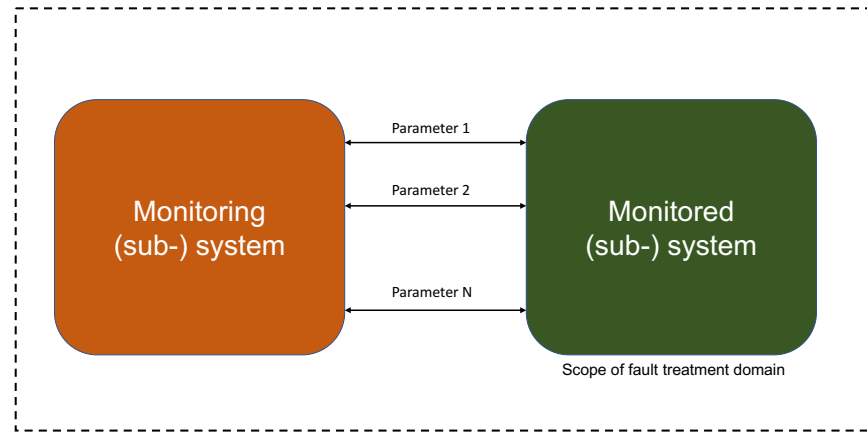 Parameter 1
Parameter 2
Monitoring
(sub-) system
Monitored
(sub-) system
Parameter N
Scope of fault treatment domain